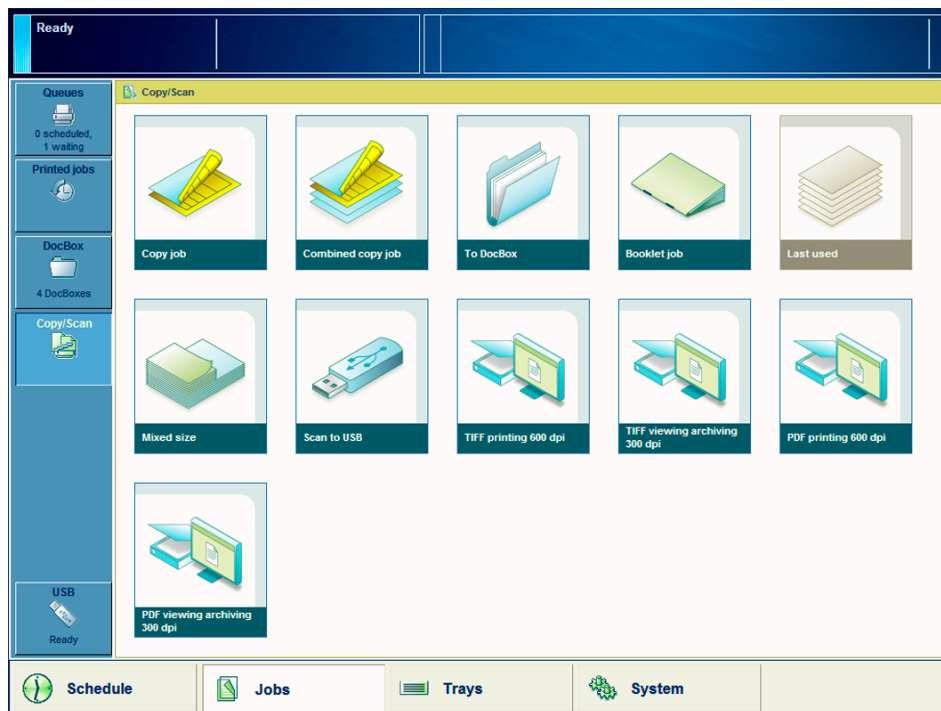 Ready
Queues
0 scheduled,
1 waiting
Printed jobs
DocBox
4 DocBoxes
Copy/Scan
USB
Ready
Copy/Scan
Copy job
Combined copy job
To DocBox
Booklet job
Last used
Mixed size
Scan to USB
TIFF printing 600 dpi
TIFF viewing archiving
300 dpi
PDF printing 600 dpi
PDF viewing archiving
300 dpi
Schedule
Jobs
Trays
System